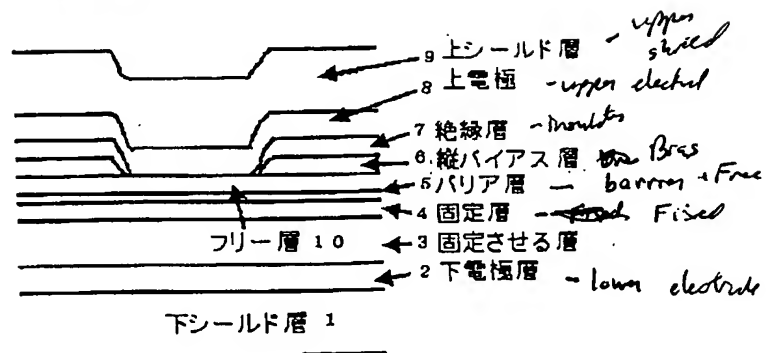 9 上シールド層 - upper shield
8 上電極 - upper electrod
7 絶縁層 - Insulator
6 縦バイアス層 Bias
5 バリア層 - barrier + Free
4 固定層 - Fixed
フリー層 10
3 固定させる層
2 下電極層 - lower electrode
下シールド層 1